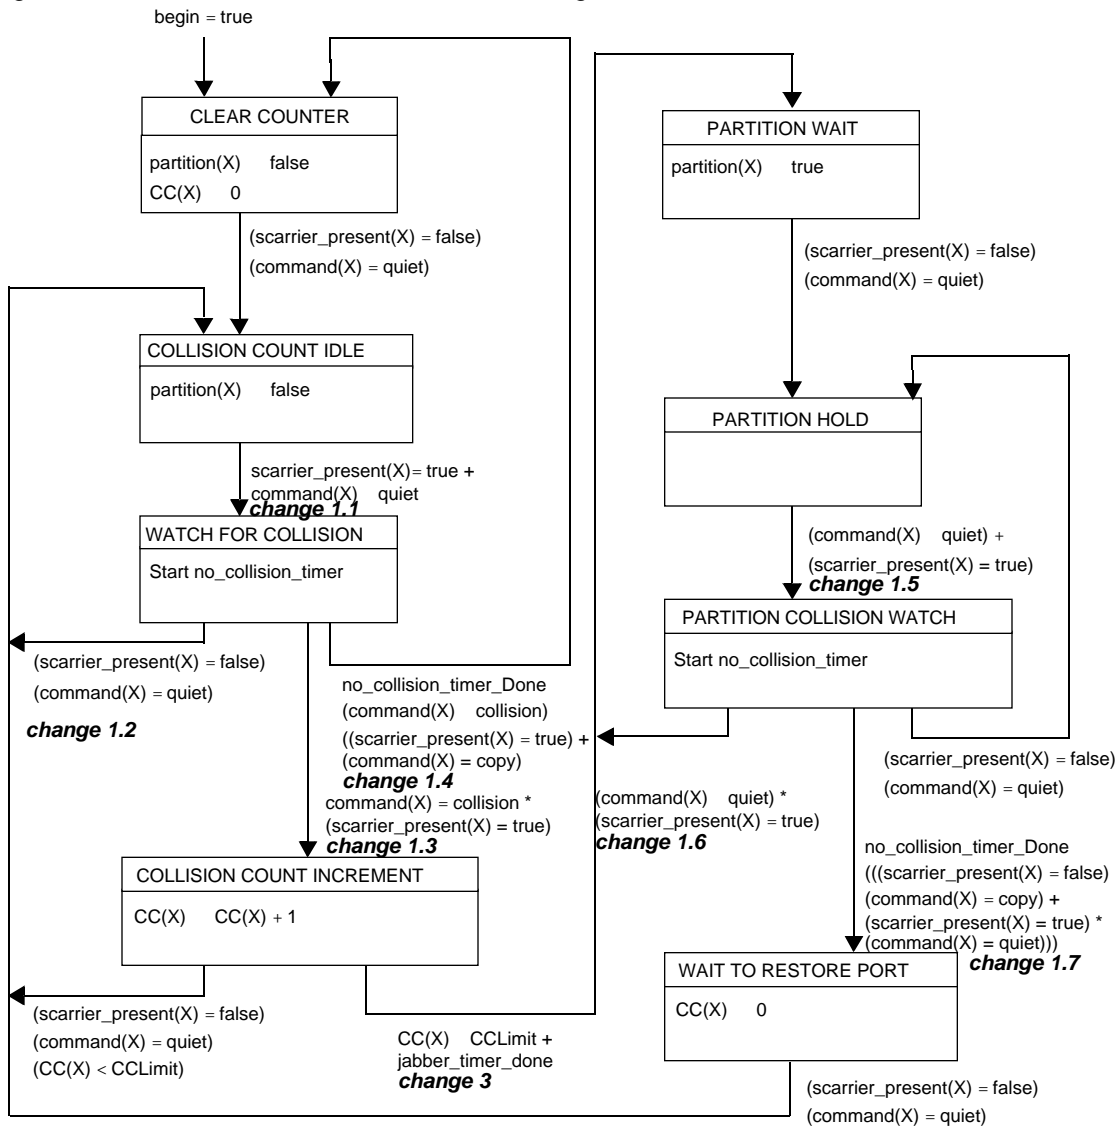 begin = true
CLEAR COUNTER
partition(X) false
CC(X) 0
(scarrier_present(X) = false)
(command(X) = quiet)
COLLISION COUNT IDLE
partition(X) false
scarrier_present(X)= true +
command(X) quiet
change 1.1
WATCH FOR COLLISION
Start no_collision_timer
(scarrier_present(X) = false)
(command(X) = quiet)
change 1.2
no_collision_timer_Done
(command(X) collision)
((scarrier_present(X) = true) +
(command(X) = copy)
change 1.4
command(X) = collision *
(scarrier_present(X) = true)
change 1.3
COLLISION COUNT INCREMENT
CC(X) CC(X) + 1
(scarrier_present(X) = false)
(command(X) = quiet)
(CC(X) < CCLimit)
CC(X) CCLimit +
jabber_timer_done
change 3
PARTITION WAIT
partition(X) true
(scarrier_present(X) = false)
(command(X) = quiet)
PARTITION HOLD
(command(X) quiet) +
(scarrier_present(X) = true)
change 1.5
PARTITION COLLISION WATCH
Start no_collision_timer
(scarrier_present(X) = false)
(command(X) = quiet)
(command(X) quiet) *
(scarrier_present(X) = true)
change 1.6
no_collision_timer_Done
(((scarrier_present(X) = false)
(command(X) = copy) +
(scarrier_present(X) = true) *
(command(X) = quiet)))
change 1.7
WAIT TO RESTORE PORT
CC(X) 0
(scarrier_present(X) = false)
(command(X) = quiet)